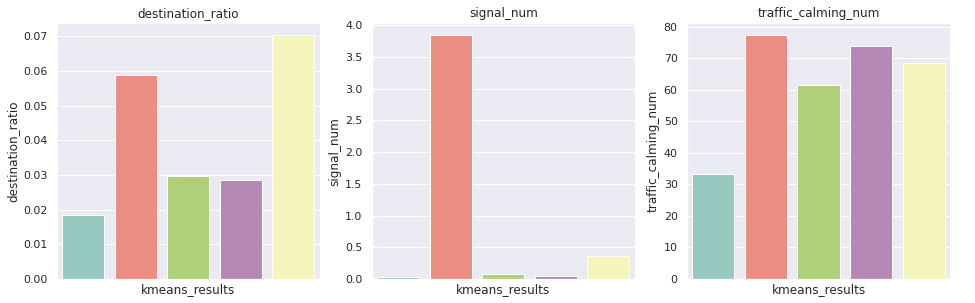 destination_ratio
destination_ratio
0.07
0.06
0.05
0.04
0.03
0.02
0.01
0.00
kmeans_results
signal_num
signal_num
4.0
3.5
3.0
2.5
2.0
1.5
1.0
0.5
0.0
kmeans_results
traffic_calming_num
traffic_calming_num
80
70
60
50
40
30
20
10
0
kmeans_results